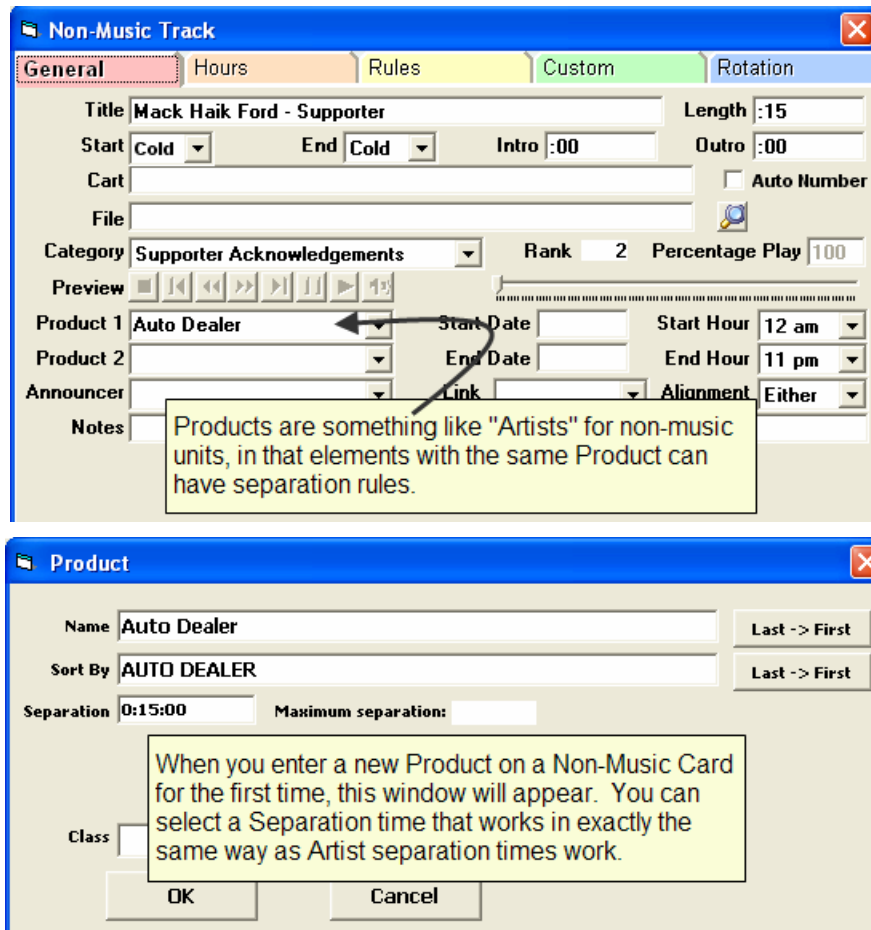 Non-Music Track
General Hours Rules Custom Rotation
Title Mack Haik Ford - Supporter Length :15
Start Cold End Cold Intro :00 Outro :00
Cart Auto Number
File
Category Supporter Acknowledgements Rank 2 Percentage Play 100
Preview
Product 1 Auto Dealer Start Date Start Hour 12 am
Product 2 End Date End Hour 11 pm
Announcer Link Alignment Either
Notes
Products are something like "Artists" for non-music
units, in that elements with the same Product can
have separation rules.
Product
Name Auto Dealer Last -> First
Sort By AUTO DEALER Last -> First
Separation 0:15:00 Maximum separation:
When you enter a new Product on a Non-Music Card
for the first time, this window will appear. You can
select a Separation time that works in exactly the
same way as Artist separation times work.
Class
OK Cancel